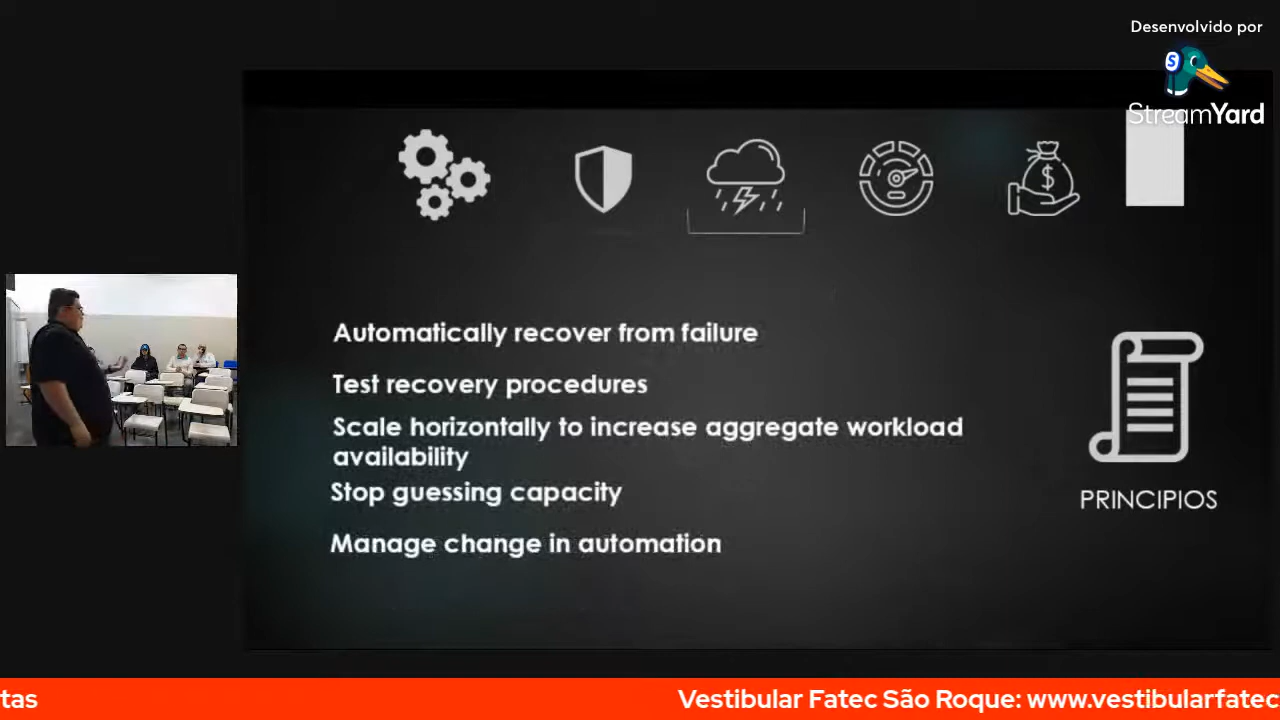 Desenvolvido por
StreamYard
Automatically recover from failure
Test recovery procedures
Scale horizontally to increase aggregate workload
availability
Stop guessing capacity
Manage change in automation
PRINCIPIOS
tas
Vestibular Fatec São Roque: www.vestibularfatec